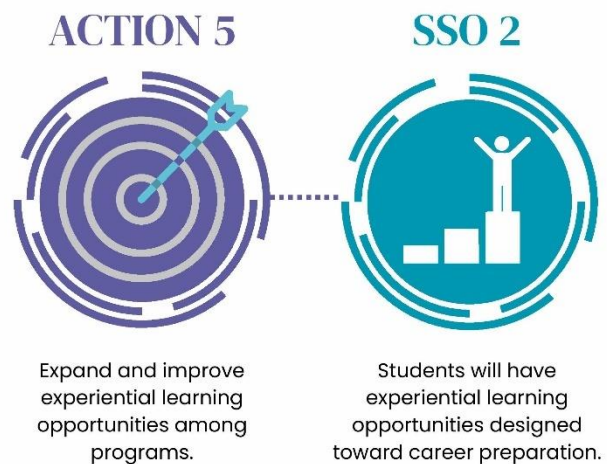 ACTION 5
Expand and improve
experiential learning
opportunities among
programs.
SSO 2
Students will have
experiential learning
opportunities designed
toward career preparation.